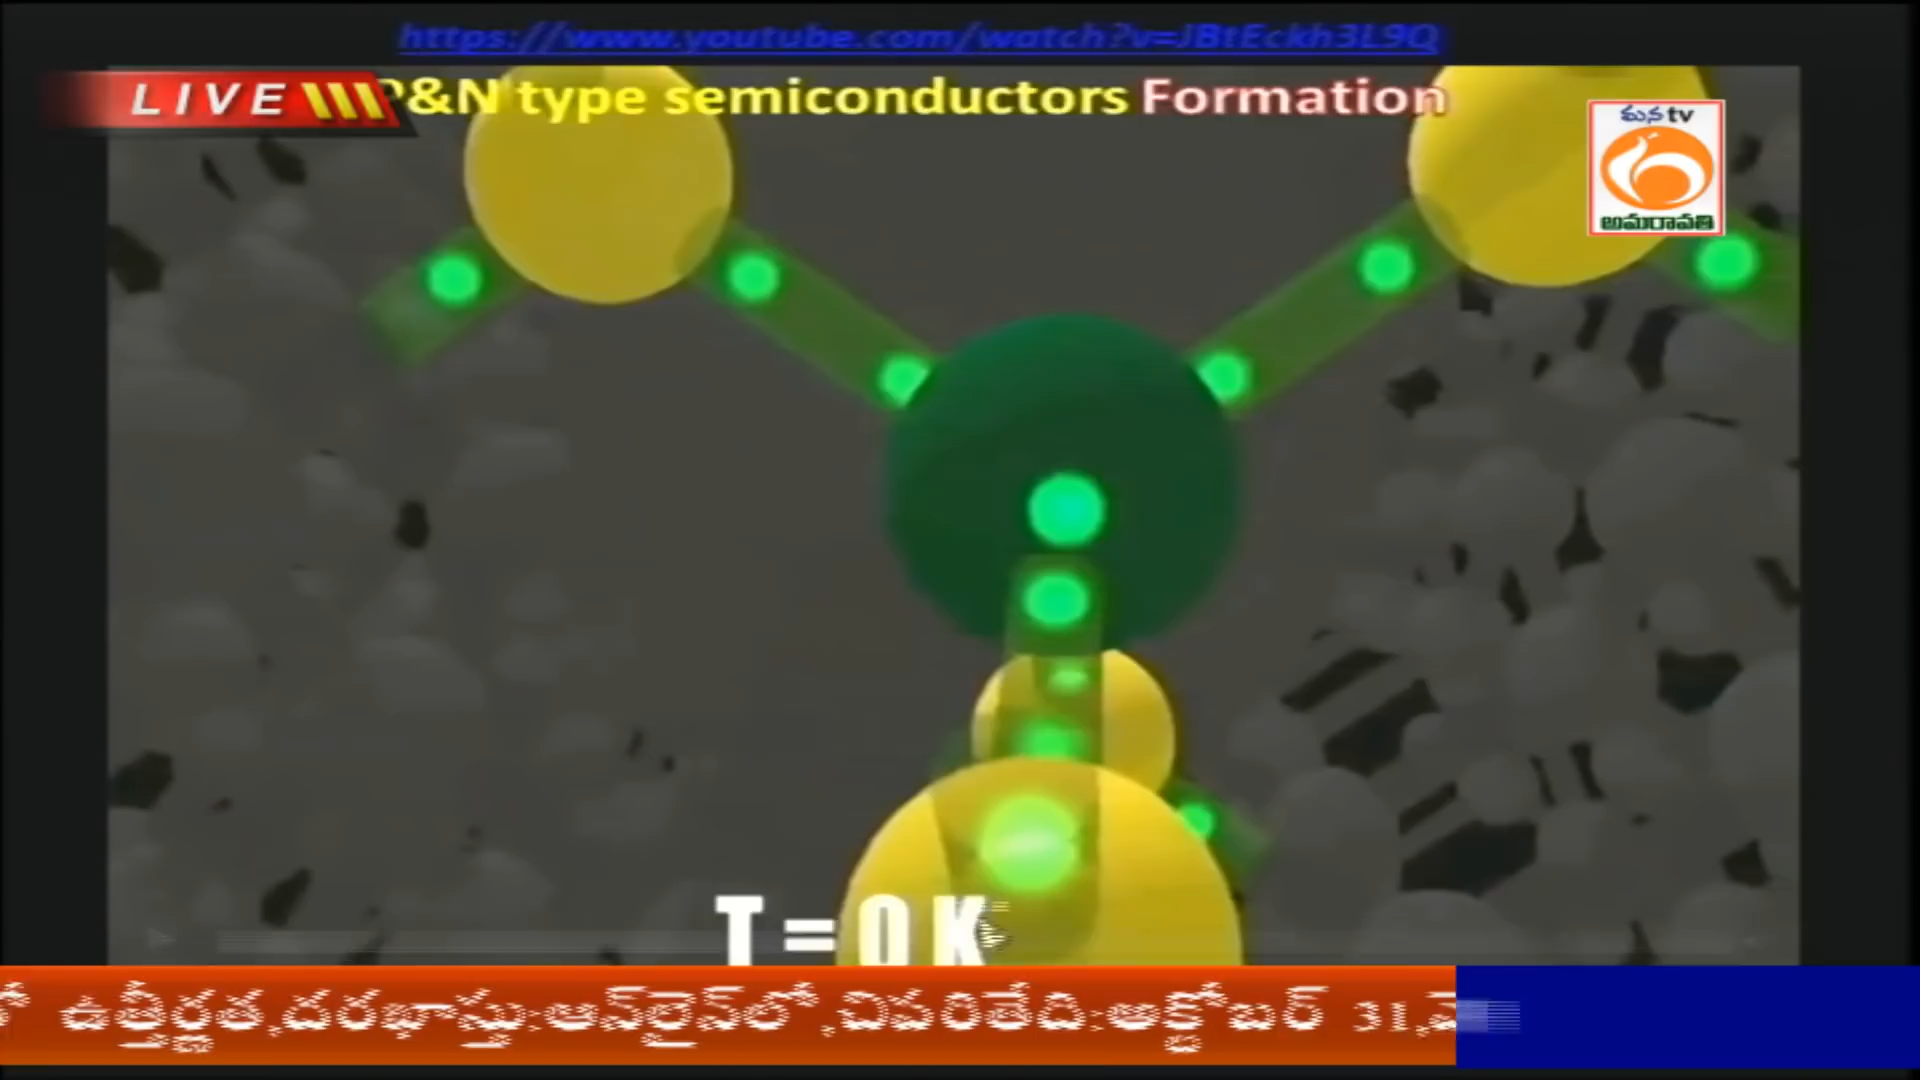 https://www.youtube.com/watch?v=JBtEckh3L9Q
LIVE
P&N type semiconductors Formation
మన tv
అమరావతి
T = 0 K
ఉత్తీర్ణత,దరఖాస్తు:ఆన్‌లైన్‌లో,చివరితేది:అక్టోబర్ 31,వె